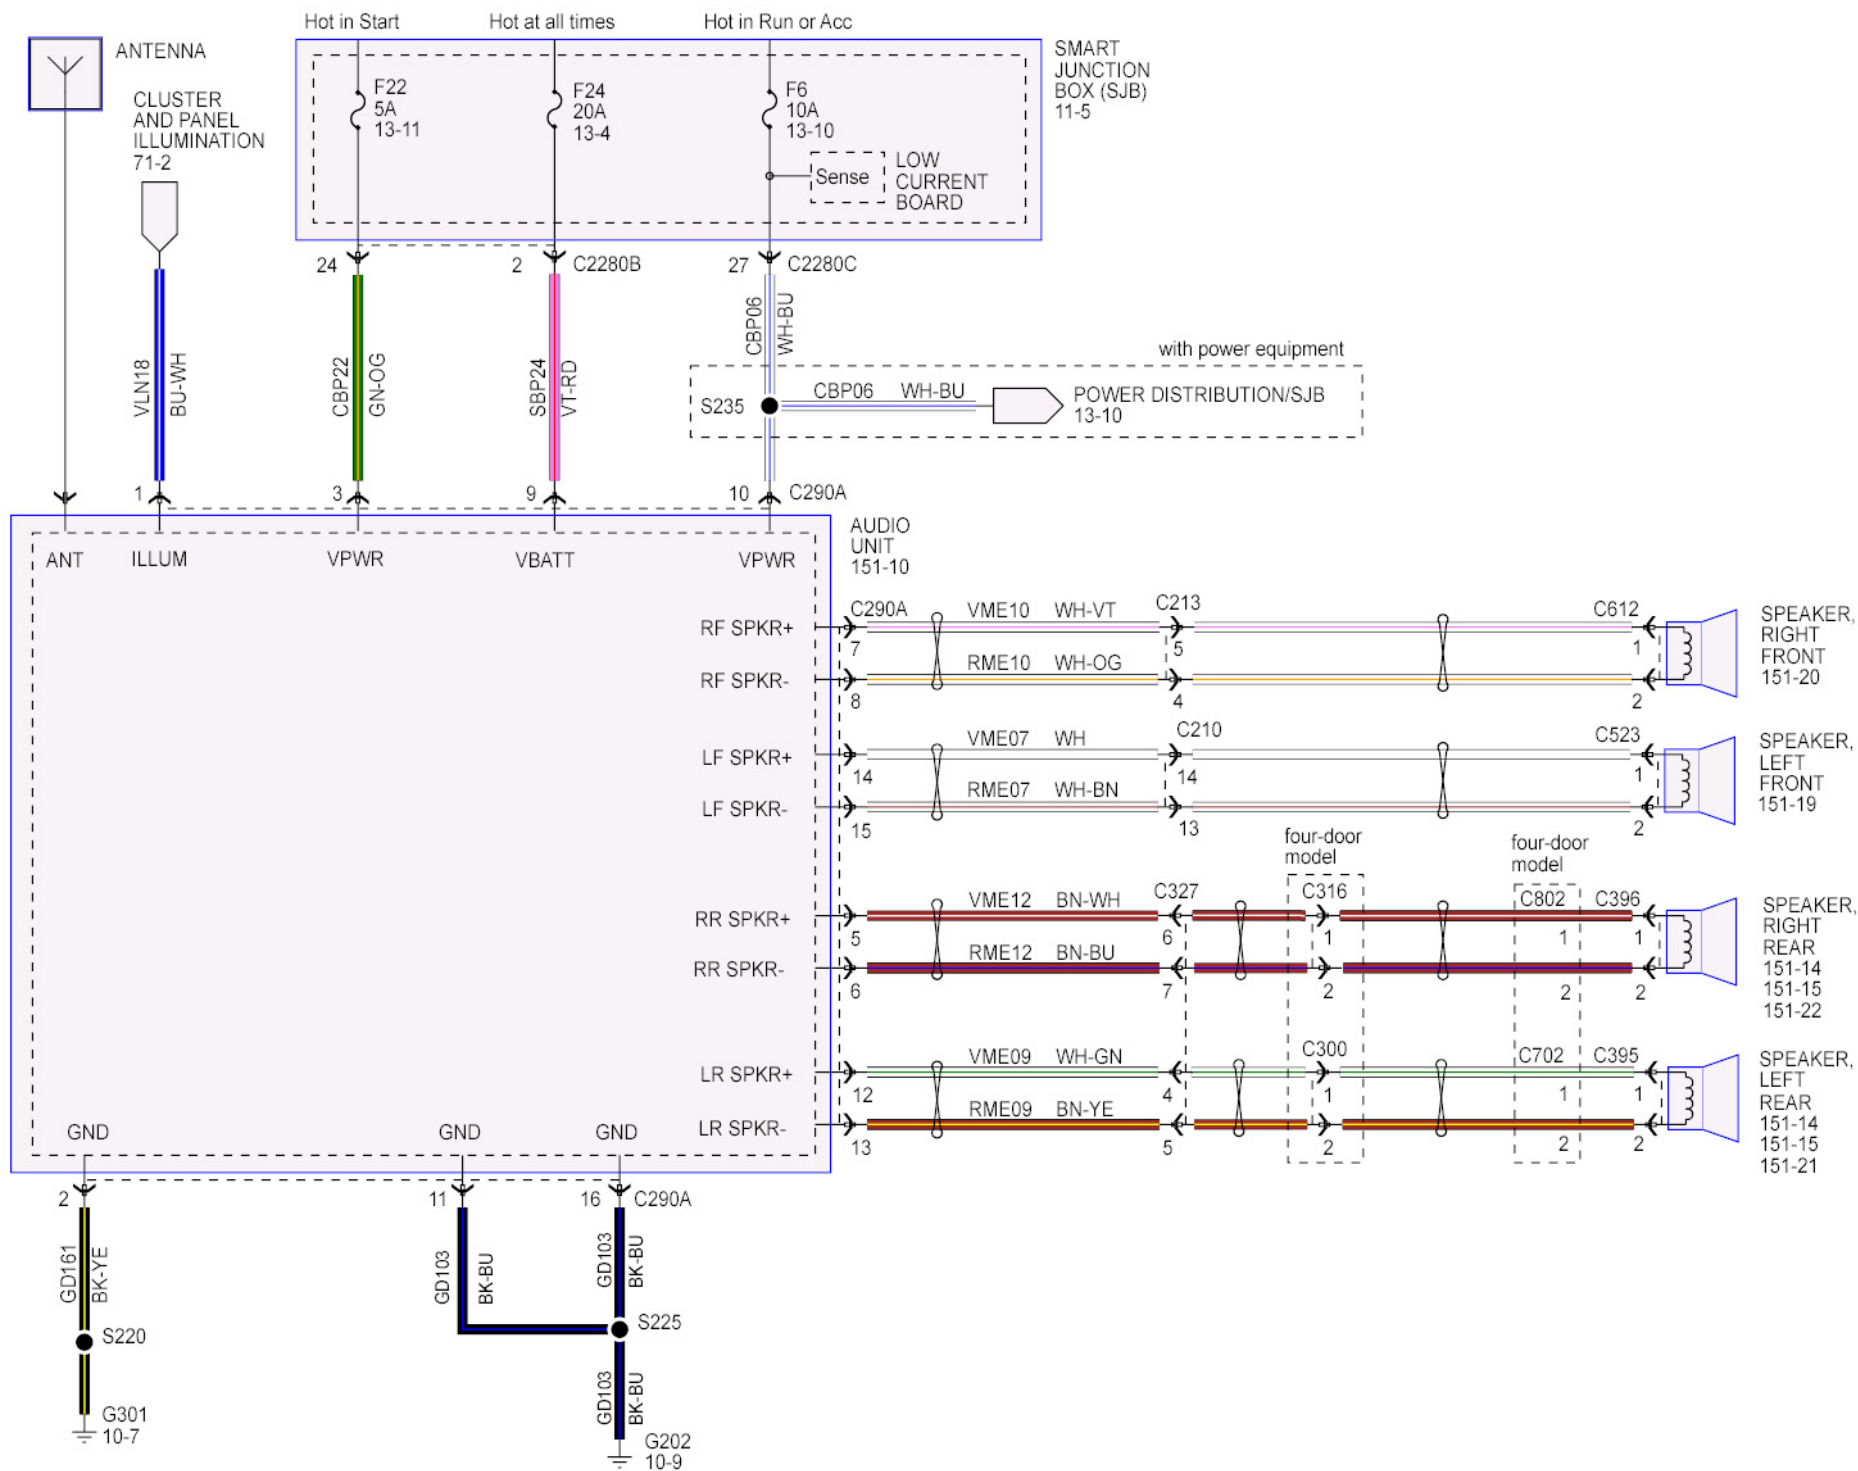 Hot in Start
Hot at all times
Hot in Run or Acc
ANTENNA
SMART
JUNCTION
BOX (SJB)
11-5
CLUSTER
AND PANEL
ILLUMINATION
71-2
F22
5A
13-11
F24
20A
13-4
F6
10A
13-10
Sense
LOW
CURRENT
BOARD
24
2
C2280B
27
C2280C
VLN18
BU-WH
CBP22
GN-OG
SBP24
VT-RD
CBP06
WH-BU
with power equipment
S235
CBP06
WH-BU
POWER DISTRIBUTION/SJB
13-10
1
3
9
10
C290A
AUDIO
UNIT
151-10
ANT
ILLUM
VPWR
VBATT
VPWR
RF SPKR+
C290A
7
VME10
WH-VT
C213
5
C612
1
SPEAKER,
RIGHT
FRONT
151-20
RF SPKR-
8
RME10
WH-OG
4
2
LF SPKR+
14
VME07
WH
C210
14
C523
1
SPEAKER,
LEFT
FRONT
151-19
LF SPKR-
15
RME07
WH-BN
13
2
four-door
model
four-door
model
RR SPKR+
5
VME12
BN-WH
C327
6
C316
1
C802
1
C396
1
SPEAKER,
RIGHT
REAR
151-14
151-15
151-22
RR SPKR-
6
RME12
BN-BU
7
2
2
2
LR SPKR+
12
VME09
WH-GN
4
C300
1
C702
1
C395
1
SPEAKER,
LEFT
REAR
151-14
151-15
151-21
LR SPKR-
13
RME09
BN-YE
5
2
2
2
GND
GND
GND
2
11
16
C290A
GD161
BK-YE
GD103
BK-BU
GD103
BK-BU
S220
S225
GD103
BK-BU
G301
10-7
G202
10-9